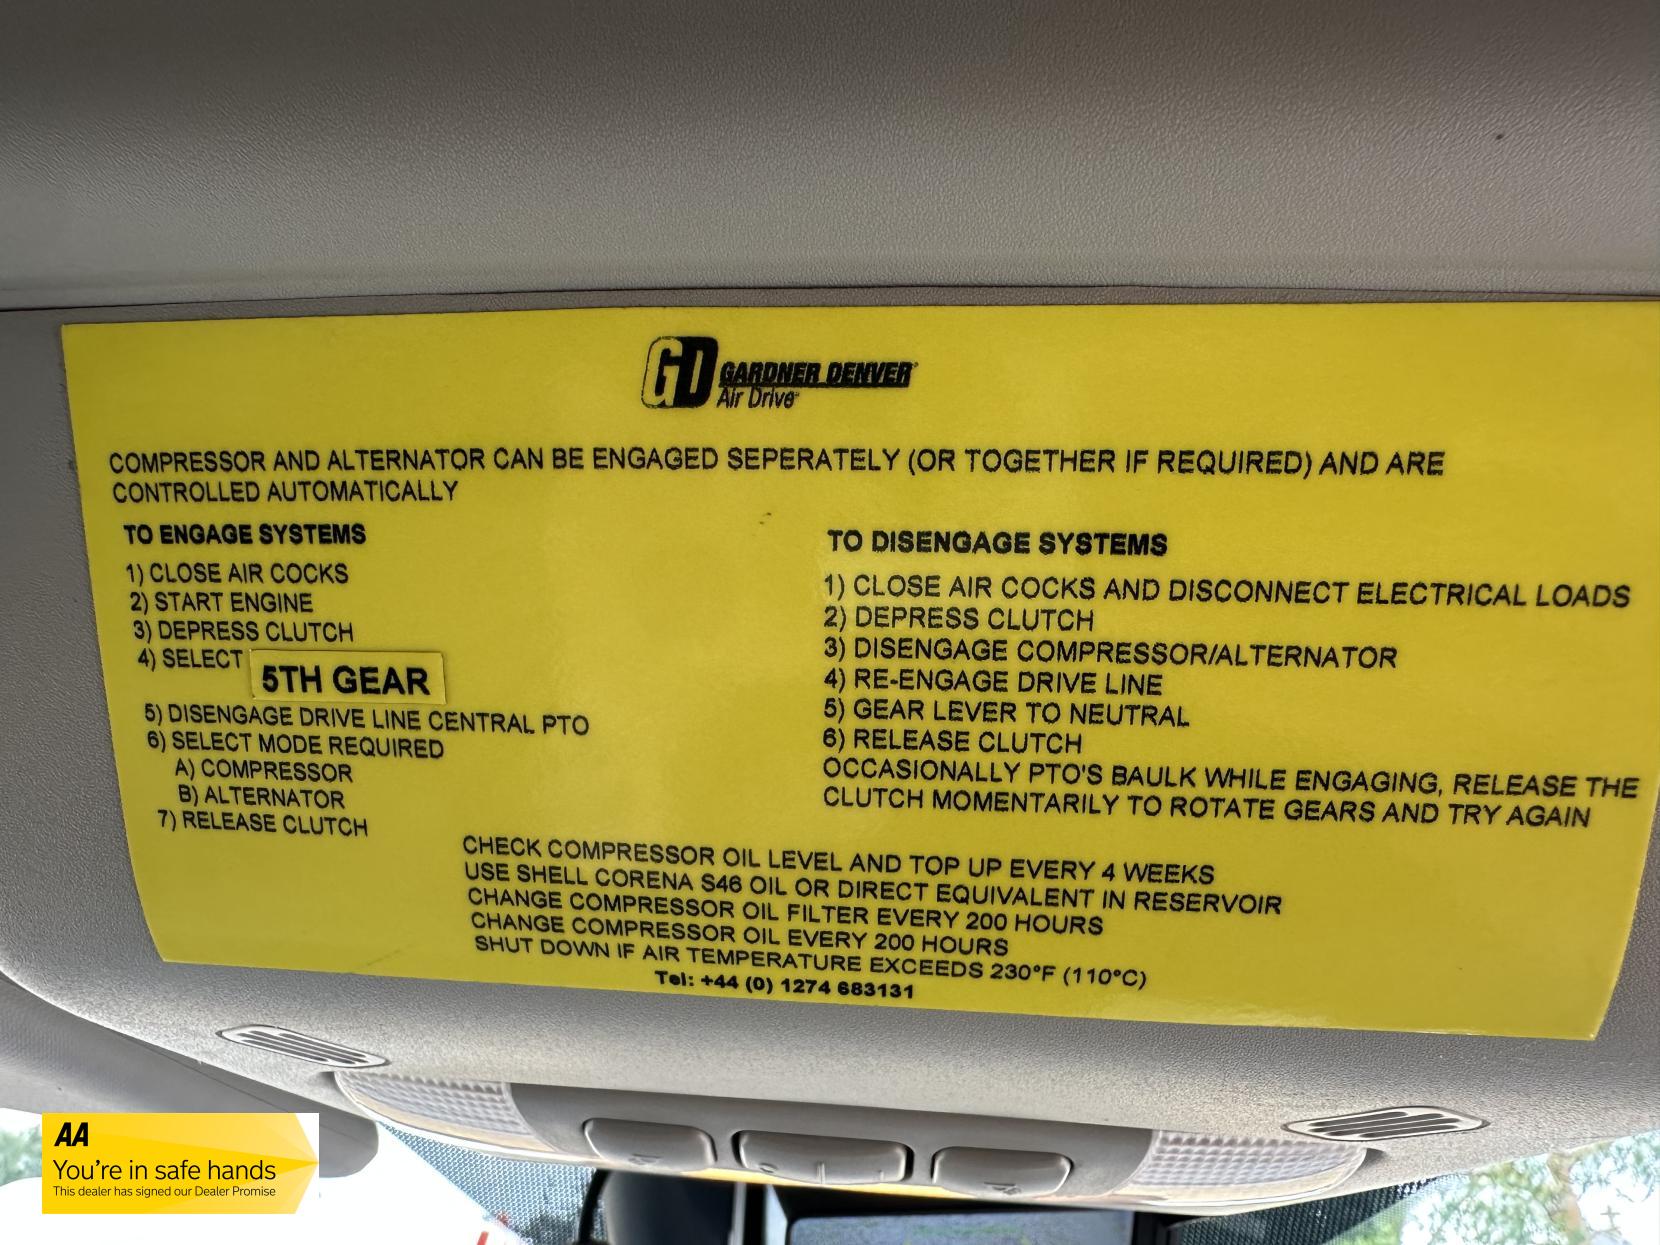 GD GARDNER DENVER
Air Drive
COMPRESSOR AND ALTERNATOR CAN BE ENGAGED SEPERATELY (OR TOGETHER IF REQUIRED) AND ARE
CONTROLLED AUTOMATICALLY
TO ENGAGE SYSTEMS
1) CLOSE AIR COCKS
2) START ENGINE
3) DEPRESS CLUTCH
4) SELECT 5TH GEAR
5) DISENGAGE DRIVE LINE CENTRAL PTO
6) SELECT MODE REQUIRED
A) COMPRESSOR
B) ALTERNATOR
7) RELEASE CLUTCH
TO DISENGAGE SYSTEMS
1) CLOSE AIR COCKS AND DISCONNECT ELECTRICAL LOADS
2) DEPRESS CLUTCH
3) DISENGAGE COMPRESSOR/ALTERNATOR
4) RE-ENGAGE DRIVE LINE
5) GEAR LEVER TO NEUTRAL
6) RELEASE CLUTCH
OCCASIONALLY PTO'S BAULK WHILE ENGAGING, RELEASE THE
CLUTCH MOMENTARILY TO ROTATE GEARS AND TRY AGAIN
CHECK COMPRESSOR OIL LEVEL AND TOP UP EVERY 4 WEEKS
USE SHELL CORENA S46 OIL OR DIRECT EQUIVALENT IN RESERVOIR
CHANGE COMPRESSOR OIL FILTER EVERY 200 HOURS
CHANGE COMPRESSOR OIL EVERY 200 HOURS
SHUT DOWN IF AIR TEMPERATURE EXCEEDS 230°F (110°C)
Tel: +44 (0) 1274 683131
AA
You're in safe hands
This dealer has signed our Dealer Promise